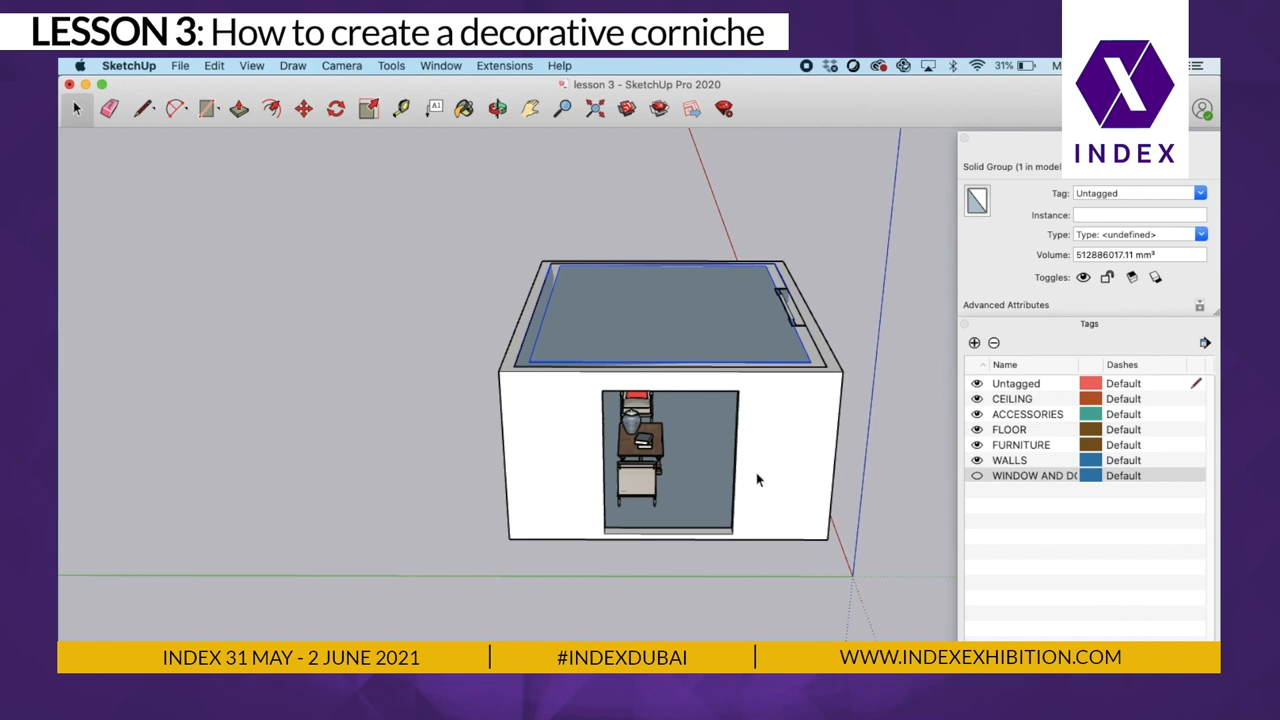 LESSON 3: How to create a decorative corniche
SketchUp File Edit View Draw Camera Tools Window Extensions Help
31%
lesson 3 - SketchUp Pro 2020
A1
INDEX
Solid Group (1 in model
Tag: Untagged
Instance:
Type: Type: <undefined>
Volume: 512886017.11 mm³
Toggles:
Advanced Attributes
Tags
Name Dashes
Untagged Default
CEILING Default
ACCESSORIES Default
FLOOR Default
FURNITURE Default
WALLS Default
WINDOW AND DO Default
INDEX 31 MAY - 2 JUNE 2021
#INDEXDUBAI
WWW.INDEXEXHIBITION.COM